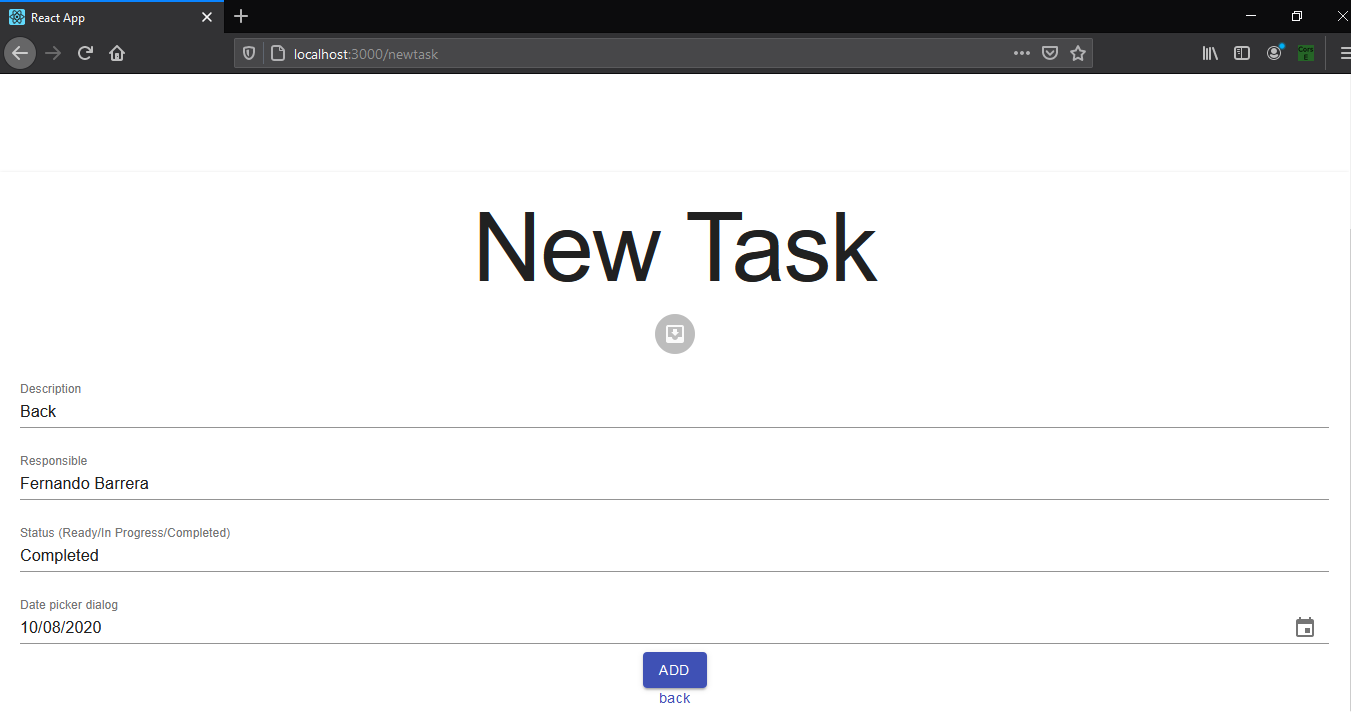 React App
localhost:3000/newtask
New Task
Description
Back
Responsible
Fernando Barrera
Status (Ready/In Progress/Completed)
Completed
Date picker dialog
10/08/2020
ADD
back